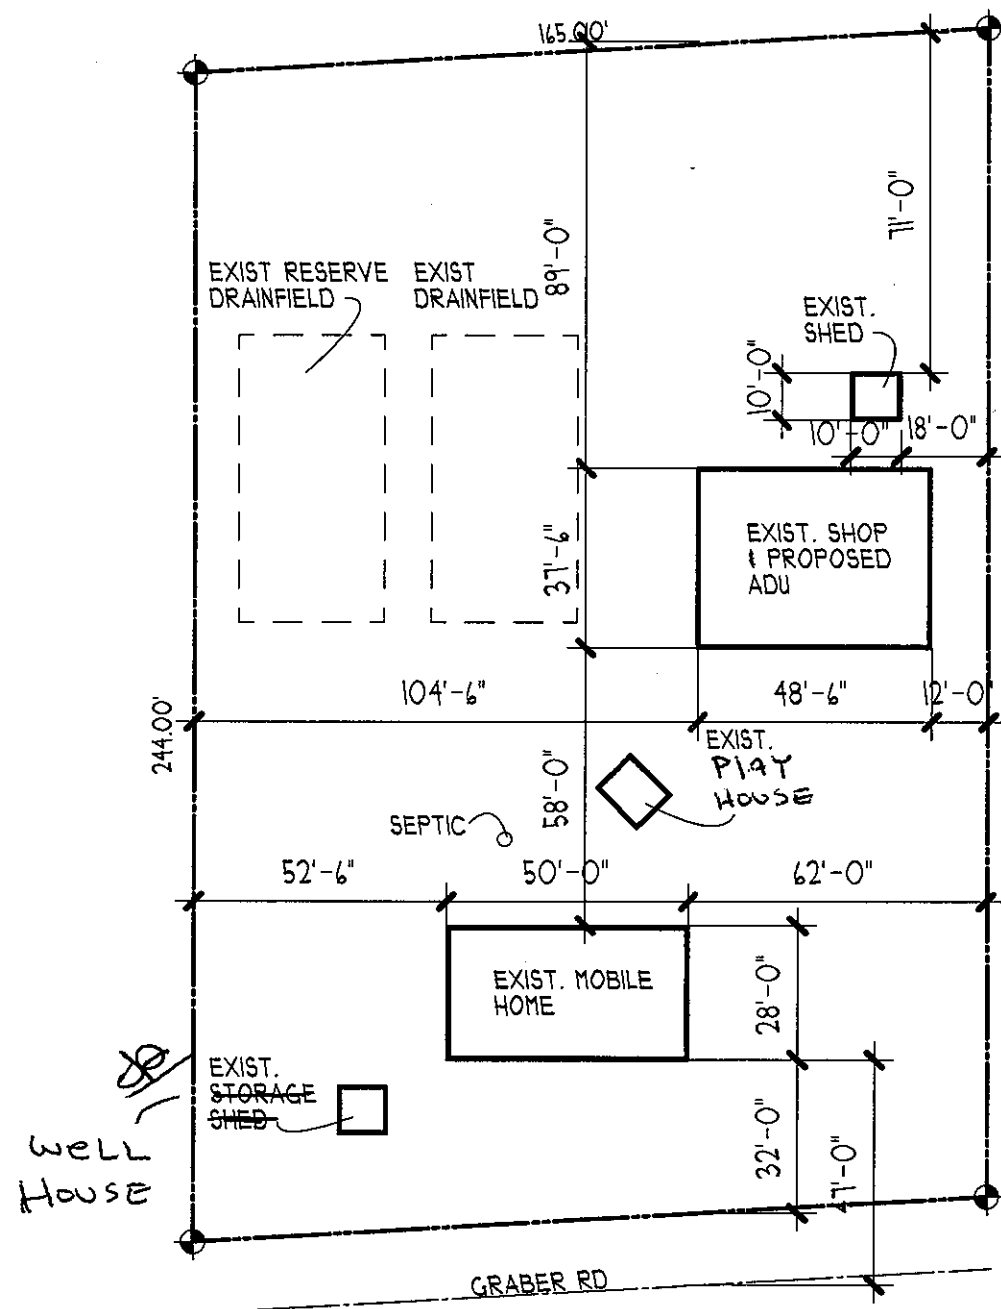 165.00'
71'-0"
89'-0"
EXIST RESERVE
DRAINFIELD
EXIST
DRAINFIELD
EXIST.
SHED
10'-0"
10'-0"
18'-0"
EXIST. SHOP
& PROPOSED
ADU
37'-6"
104'-6"
48'-6"
12'-0"
244.00'
EXIST.
PlAY
HOUSE
58'-0"
SEPTIC
52'-6"
50'-0"
62'-0"
EXIST. MOBILE
HOME
28'-0"
EXIST.
STORAGE
SHED
WeLL
HOUSE
32'-0"
47'-0"
GRABER RD